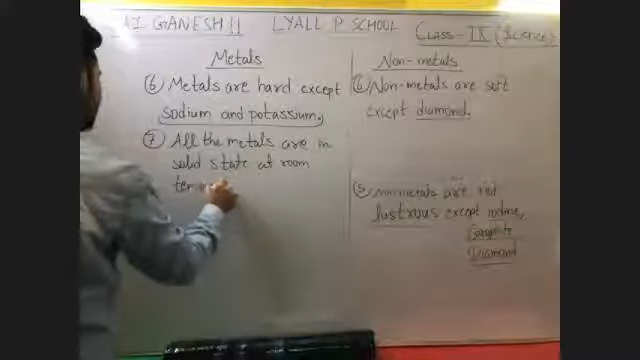 JAI GANESH !! LYALL P SCHOOL CLASS-IX (Science)
Metals
(6) Metals are hard except
Sodium and potassium.
(7) All the metals are in
solid state at room
tem
Non-metals
(6) Non-metals are soft
except diamond.
(5) Non metals are not
lustrous except iodine,
Graphite
Diamond